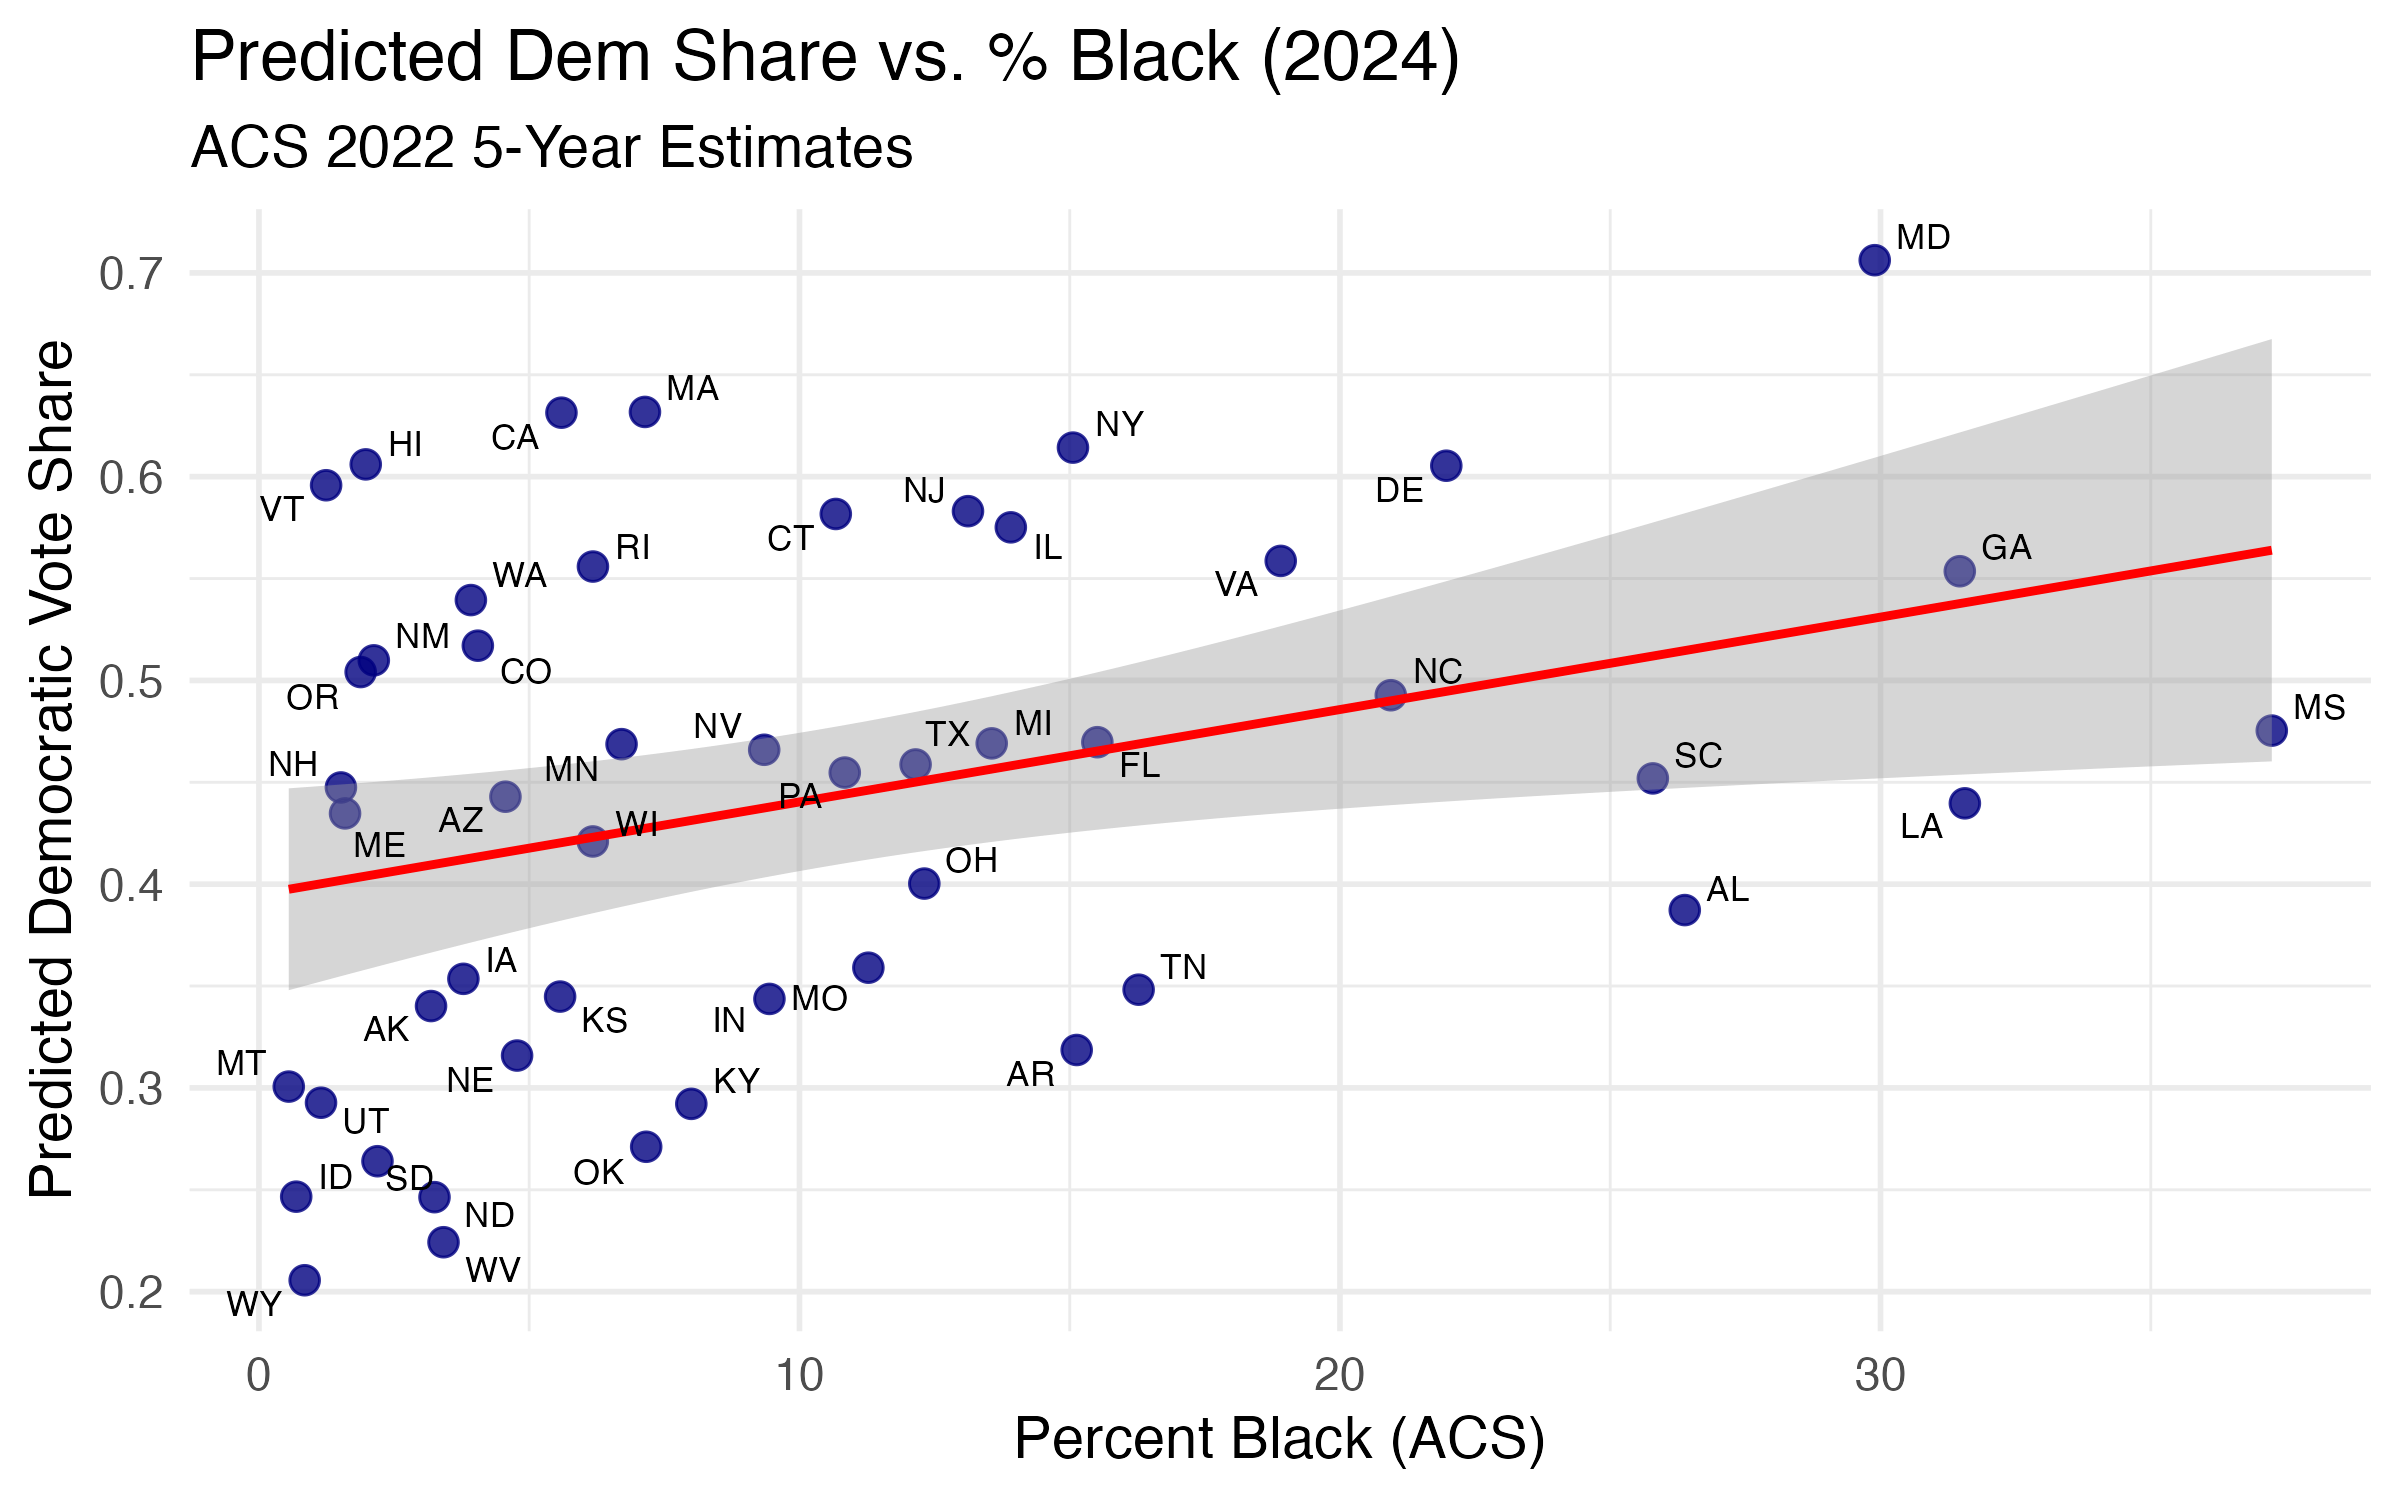 Predicted Dem Share vs. % Black (2024)
ACS 2022 5-Year Estimates
Predicted Democratic Vote Share
0.7
0.6
0.5
0.4
0.3
0.2
MD
MA
CA
HI
VT
NY
NJ
DE
CT
IL
RI
VA
WA
GA
NM
CO
OR
NC
MS
NV
TX
MI
FL
NH
MN
SC
PA
AZ
WI
ME
LA
OH
AL
IA
TN
AK
KS
IN
MO
MT
NE
KY
AR
UT
ID
SD
OK
ND
WV
WY
0
10
20
30
Percent Black (ACS)